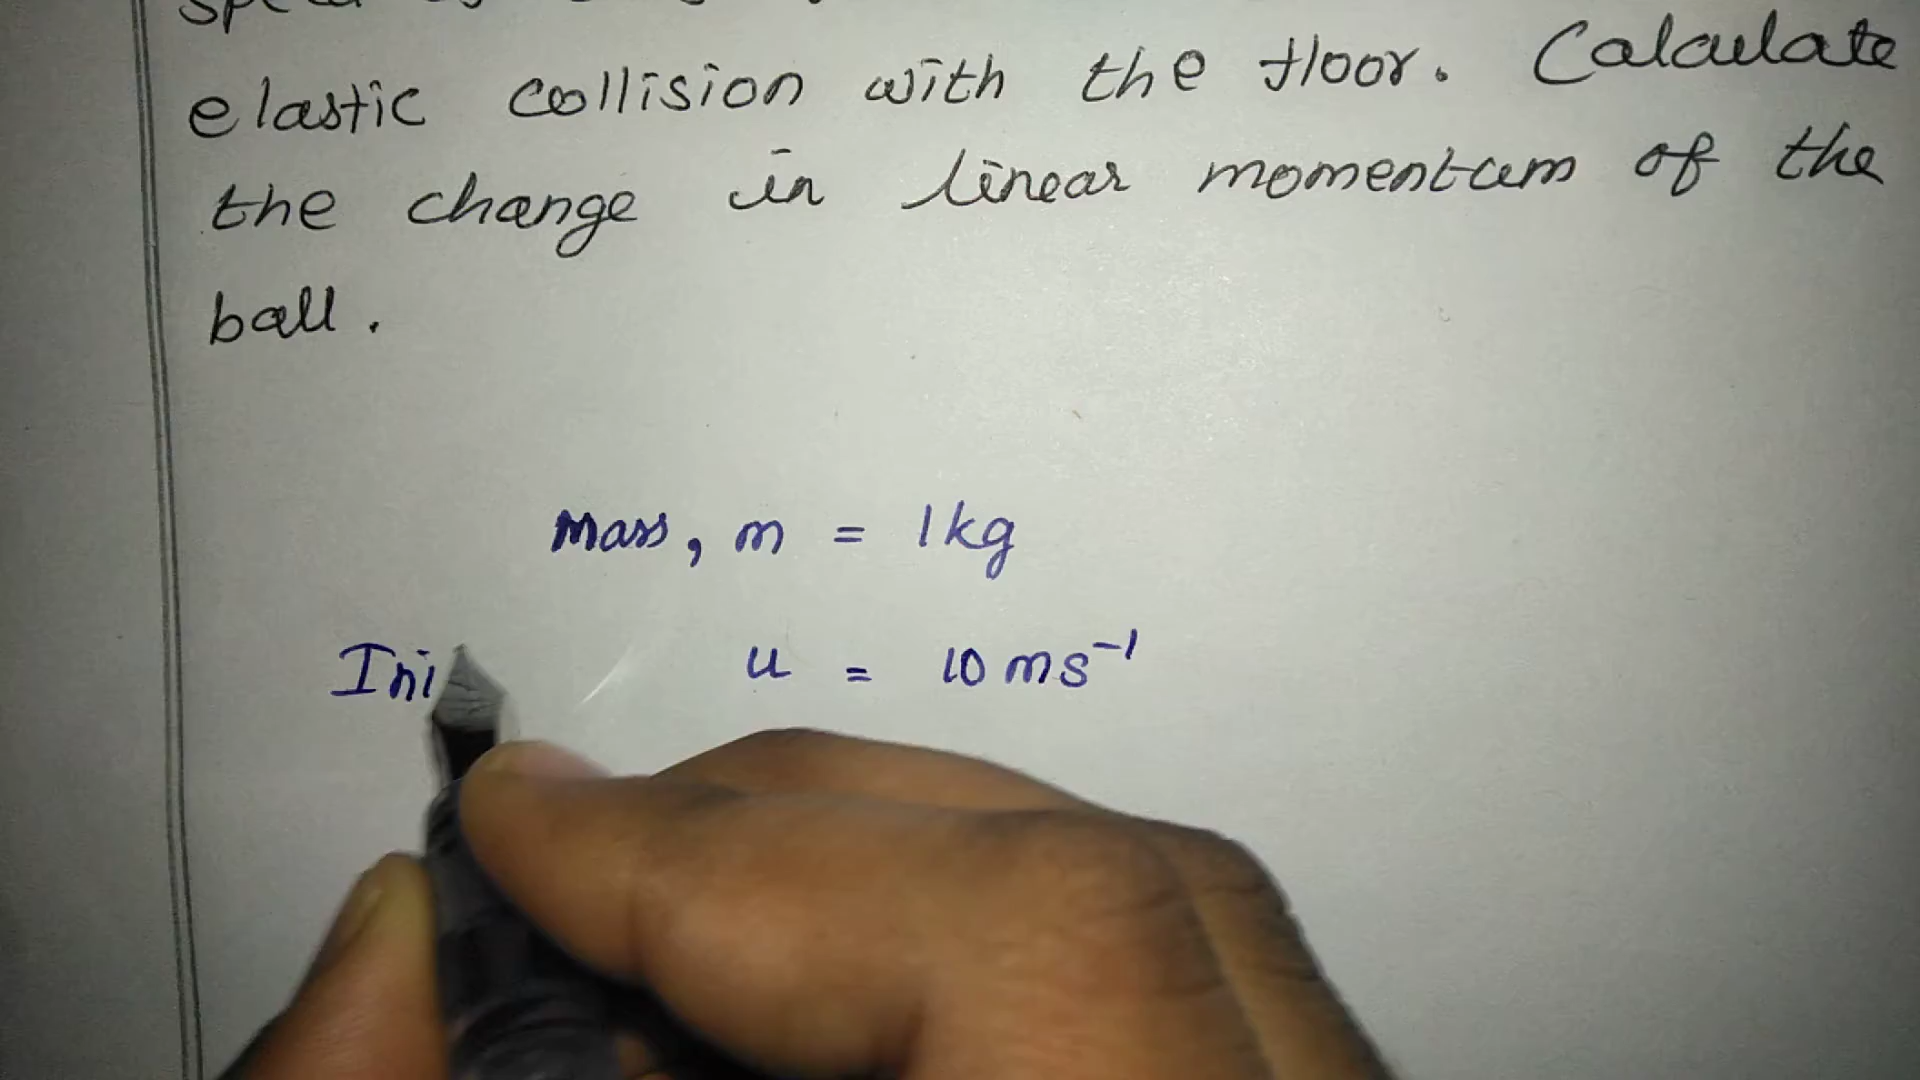 elastic collision with the floor. Calculate
the change in linear momentum of the
ball.
Mass, m = 1kg
Ini u = 10 ms⁻¹